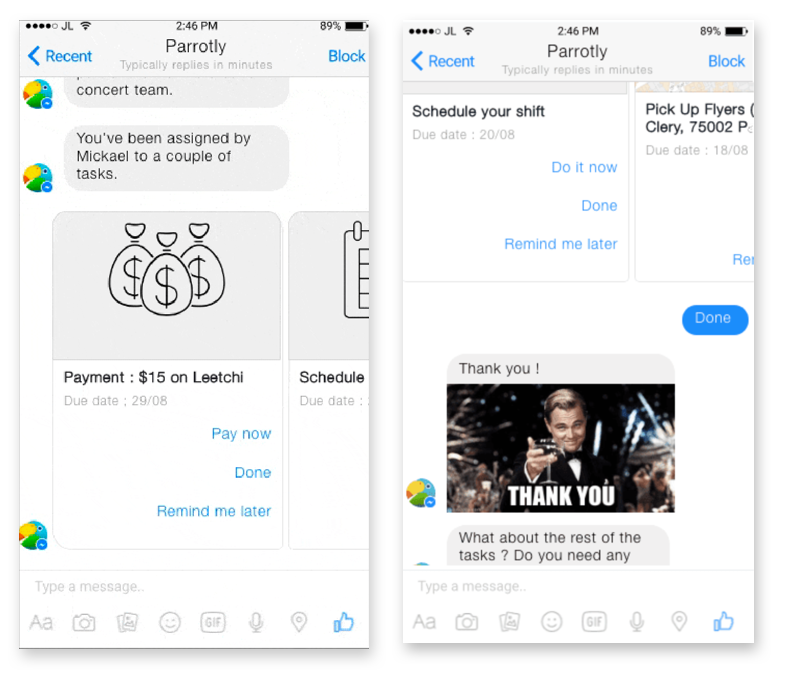 JL 2:46 PM 89%
Recent Parrotly Block
Typically replies in minutes
concert team.
You've been assigned by
Mickael to a couple of
tasks.
$ $ $
Payment : $15 on Leetchi
Due date : 29/08
Pay now
Done
Remind me later
Schedule
Due date :
Type a message..
Aa GIF
JL 2:46 PM 89%
Recent Parrotly Block
Typically replies in minutes
Schedule your shift
Due date : 20/08
Do it now
Done
Remind me later
Pick Up Flyers (
Clery, 75002 P
Due date : 18/08
Rer
Done
Thank you !
THANK YOU
What about the rest of the
tasks ? Do you need any
Type a message..
Aa GIF